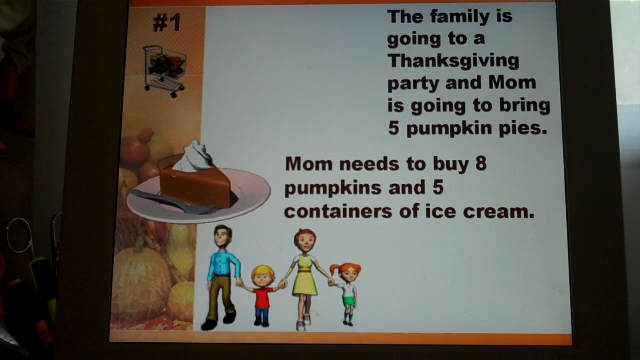 #1
The family is
going to a
Thanksgiving
party and Mom
is going to bring
5 pumpkin pies.
Mom needs to buy 8
pumpkins and 5
containers of ice cream.